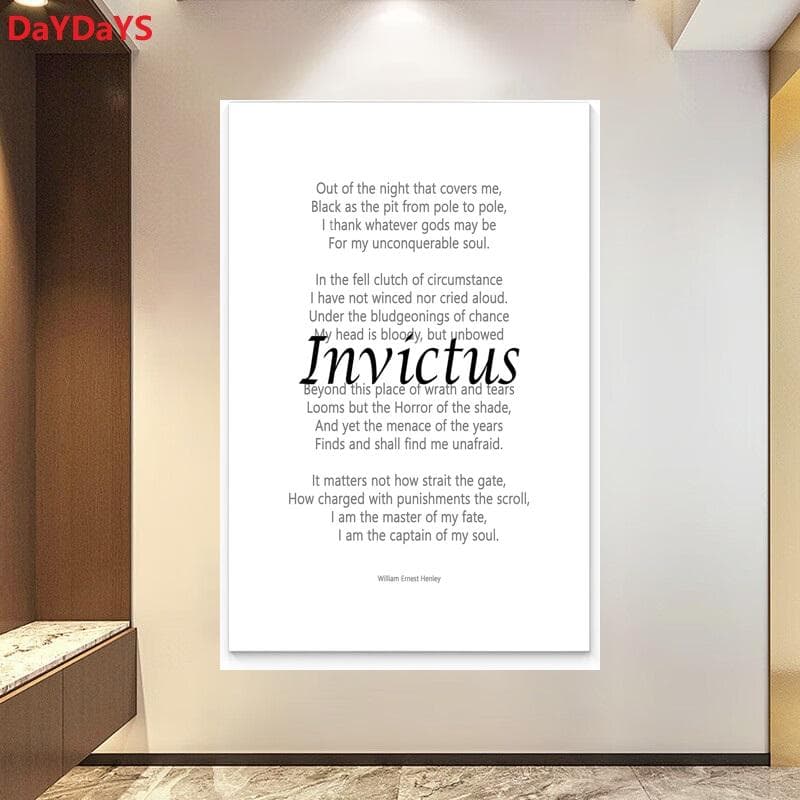 DaYDaYS
Out of the night that covers me,
Black as the pit from pole to pole,
I thank whatever gods may be
For my unconquerable soul.
In the fell clutch of circumstance
I have not winced nor cried aloud.
Under the bludgeonings of chance
My head is bloody, but unbowed
Invictus
Beyond this place of wrath and tears
Looms but the Horror of the shade,
And yet the menace of the years
Finds and shall find me unafraid.
It matters not how strait the gate,
How charged with punishments the scroll,
I am the master of my fate,
I am the captain of my soul.
William Ernest Henley